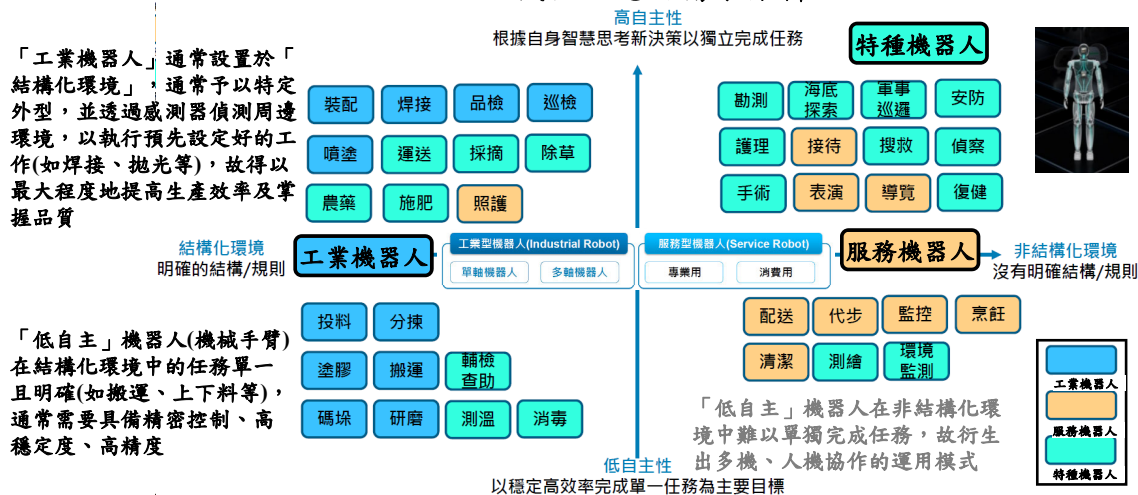 高自主性
根據自身智慧思考新決策以獨立完成任務
特種機器人
「工業機器人」通常設置於「
結構化環境」，通常予以特定
外型，並透過感測器偵測周邊
環境，以執行預先設定好的工
作(如焊接、拋光等)，故得以
最大程度地提高生產效率及掌
握品質
裝配
焊接
品檢
巡檢
噴塗
運送
採摘
除草
農藥
施肥
照護
勘測
海底
探索
軍事
巡邏
安防
護理
接待
搜救
偵察
手術
表演
導覽
復健
結構化環境
明確的結構/規則
工業機器人
工業型機器人(Industrial Robot)
單軸機器人
多軸機器人
服務型機器人(Service Robot)
專業用
消費用
服務機器人
非結構化環境
沒有明確結構/規則
「低自主」機器人(機械手臂)
在結構化環境中的任務單一
且明確(如搬運、上下料等)，
通常需要具備精密控制、高
穩定度、高精度
投料
分揀
塗膠
搬運
輔檢
查助
碼垛
研磨
測溫
消毒
配送
代步
監控
烹飪
清潔
測繪
環境
監測
「低自主」機器人在非結構化環
境中難以單獨完成任務，故衍生
出多機、人機協作的運用模式
工業機器人
服務機器人
特種機器人
低自主性
以穩定高效率完成單一任務為主要目標